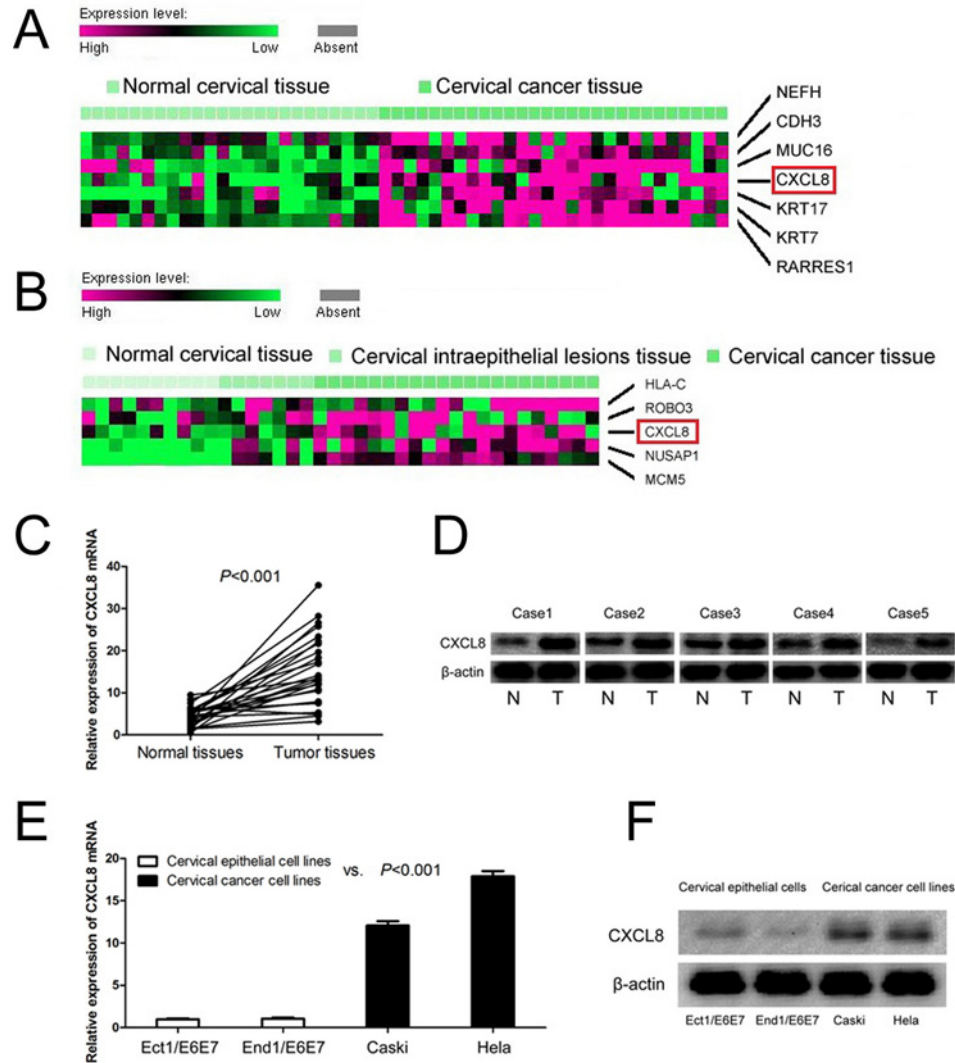 A
Expression level:
High Low Absent
Normal cervical tissue Cervical cancer tissue
NEFH
CDH3
MUC16
CXCL8
KRT17
KRT7
RARRES1
B
Expression level:
High Low Absent
Normal cervical tissue Cervical intraepithelial lesions tissue Cervical cancer tissue
HLA-C
ROBO3
CXCL8
NUSAP1
MCM5
C
Relative expression of CXCL8 mRNA
P<0.001
40
30
20
10
0
Normal tissues Tumor tissues
D
Case1 Case2 Case3 Case4 Case5
CXCL8
β-actin
N T N T N T N T N T
E
Relative expression of CXCL8 mRNA
Cervical epithelial cell lines
Cervical cancer cell lines
vs. P<0.001
20
15
10
5
0
Ect1/E6E7 End1/E6E7 Caski Hela
F
Cervical epithelial cells Cerical cancer cell lines
CXCL8
β-actin
Ect1/E6E7 End1/E6E7 Caski Hela